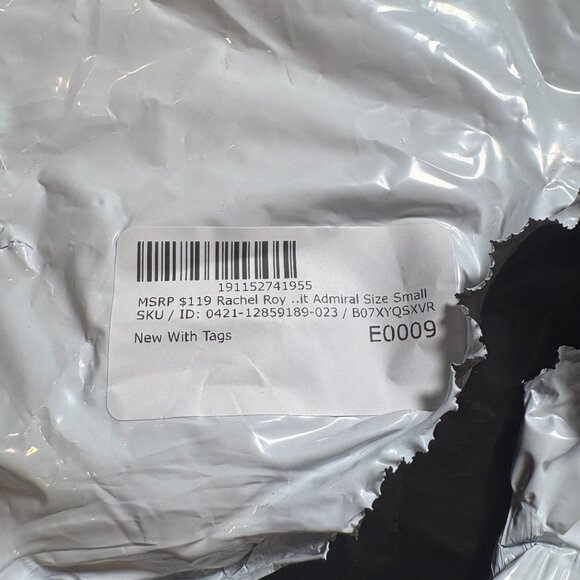 191152741955
MSRP $119 Rachel Roy ..it Admiral Size Small
SKU / ID: 0421-12859189-023 / B07XYQSXVR
New With Tags
E0009